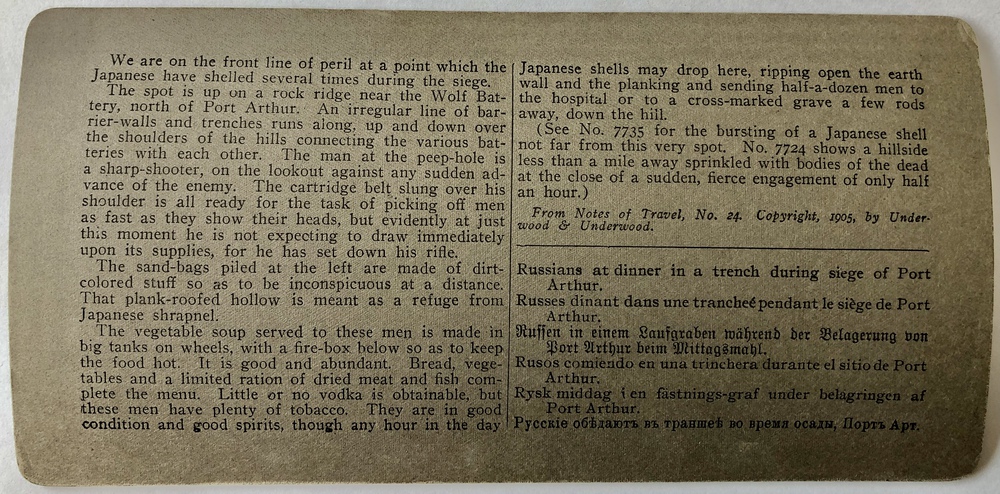 We are on the front line of peril at a point which the
Japanese have shelled several times during the siege.
The spot is up on a rock ridge near the Wolf Bat-
tery, north of Port Arthur. An irregular line of bar-
rier-walls and trenches runs along, up and down over
the shoulders of the hills connecting the various bat-
teries with each other. The man at the peep-hole is
a sharp-shooter, on the lookout against any sudden ad-
vance of the enemy. The cartridge belt slung over his
shoulder is all ready for the task of picking off men
as fast as they show their heads, but evidently at just
this moment he is not expecting to draw immediately
upon its supplies, for he has set down his rifle.
The sand-bags piled at the left are made of dirt-
colored stuff so as to be inconspicuous at a distance.
That plank-roofed hollow is meant as a refuge from
Japanese shrapnel.
The vegetable soup served to these men is made in
big tanks on wheels, with a fire-box below so as to keep
the food hot. It is good and abundant. Bread, vege-
tables and a limited ration of dried meat and fish com-
plete the menu. Little or no vodka is obtainable, but
these men have plenty of tobacco. They are in good
condition and good spirits, though any hour in the day
Japanese shells may drop here, ripping open the earth
wall and the planking and sending half-a-dozen men to
the hospital or to a cross-marked grave a few rods
away, down the hill.
(See No. 7735 for the bursting of a Japanese shell
not far from this very spot. No. 7724 shows a hillside
less than a mile away sprinkled with bodies of the dead
at the close of a sudden, fierce engagement of only half
an hour.)
From Notes of Travel, No. 24. Copyright, 1905, by Under-
wood & Underwood.
Russians at dinner in a trench during siege of Port
Arthur.
Russes dinant dans une trancheé pendant le siège de Port
Arthur.
Ruſſen in einem Laufgraben während der Belagerung von
Port Arthur beim Mittagsmahl.
Rusos comiendo en una trinchera durante el sitio de Port
Arthur.
Rysk middag i en fästnings-graf under belagringen af
Port Arthur.
Русскіе обѣдаютъ въ траншеѣ во время осады, Портъ Арт.